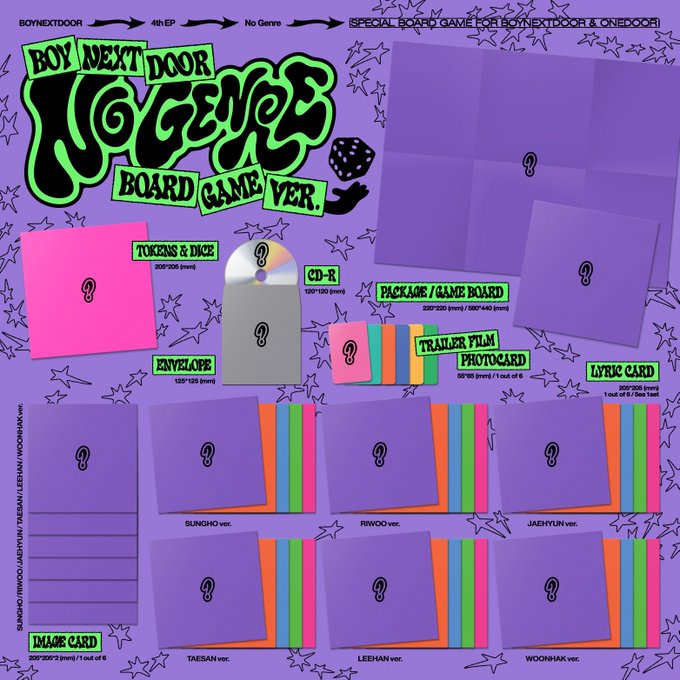 BOYNEXTDOOR 4th EP No Genre SPECIAL BOARD GAME FOR BOYNEXTDOOR & ONEDOOR
BOY NEXT DOOR
NO GENRE
BOARD GAME VER.
?
TOKENS & DICE
205*205 (mm)
?
?
CD-R
120*120 (mm)
?
ENVELOPE
125*125 (mm)
?
?
PACKAGE / GAME BOARD
220*220 (mm) / 580*440 (mm)
?
TRAILER FILM
PHOTOCARD
55*85 (mm) / 1 out of 6
LYRIC CARD
205*205 (mm)
1 out of 6 / 5ea 1set
SUNGHO / RIWOO / JAEHYUN / TAESAN / LEEHAN / WOONHAK ver.
?
IMAGE CARD
205*205*2 (mm) / 1 out of 6
?
SUNGHO ver.
?
RIWOO ver.
?
JAEHYUN ver.
?
TAESAN ver.
?
LEEHAN ver.
?
WOONHAK ver.